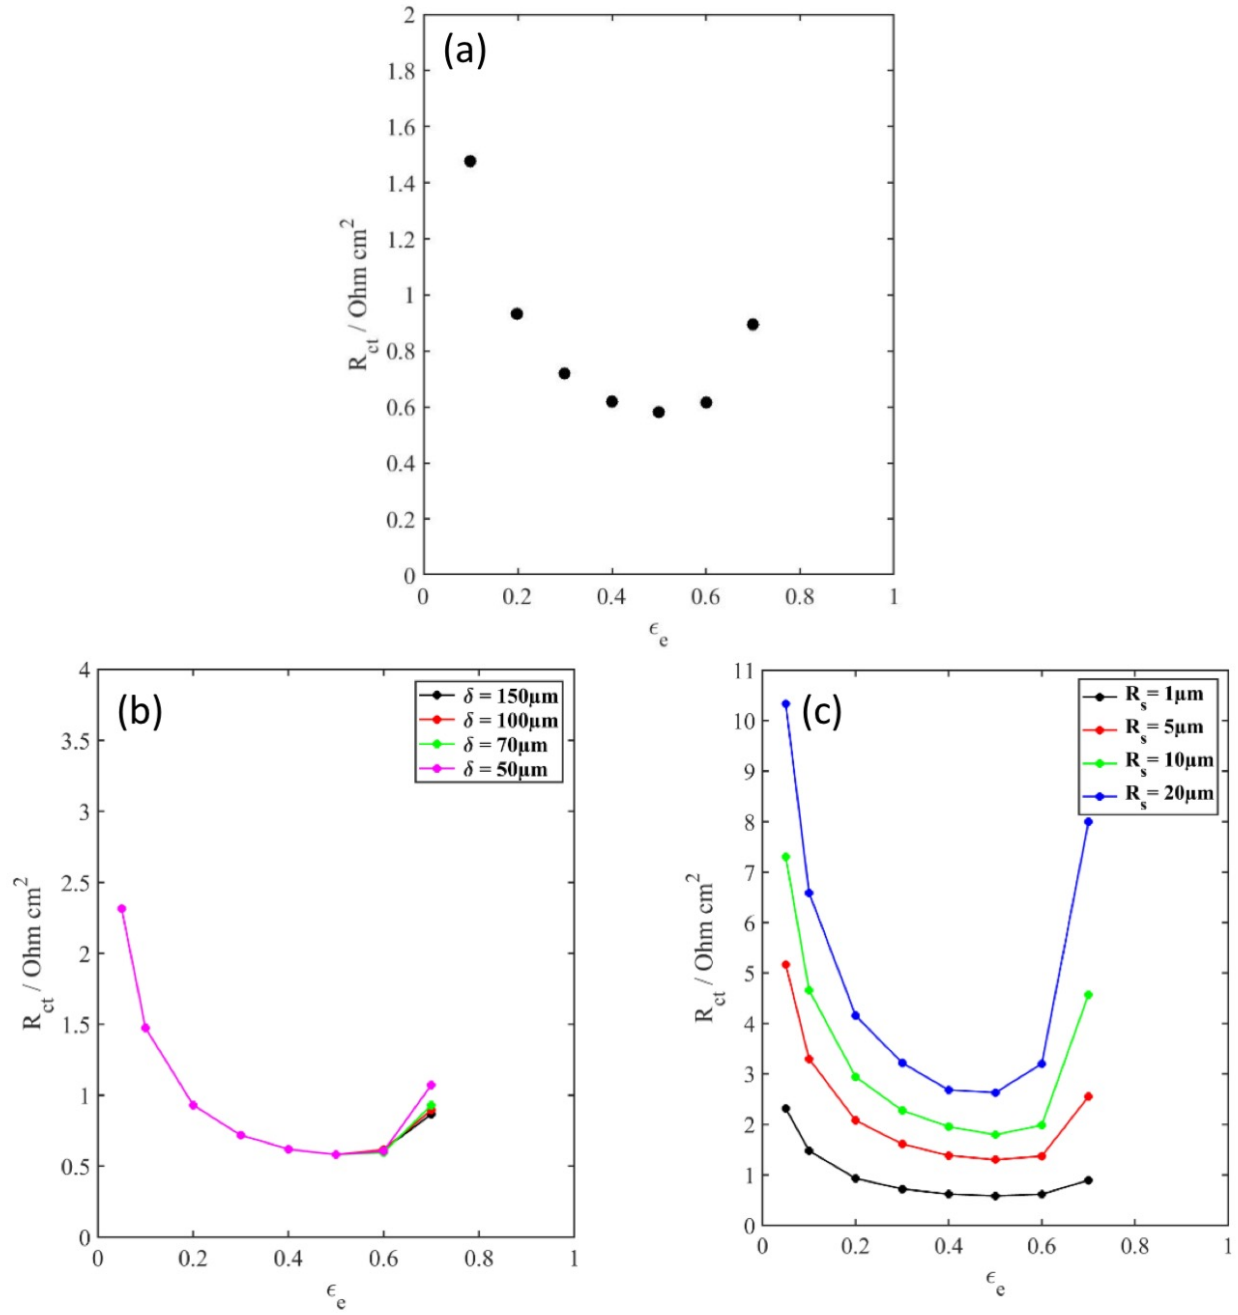 (a)
2
1.8
1.6
1.4
1.2
1
0.8
0.6
0.4
0.2
0
R_ct / Ohm cm^2
0 0.2 0.4 0.6 0.8 1
ϵ_e
(b)
4
3.5
3
2.5
2
1.5
1
0.5
0
R_ct / Ohm cm^2
δ = 150µm
δ = 100µm
δ = 70µm
δ = 50µm
0 0.2 0.4 0.6 0.8 1
ϵ_e
(c)
11
10
9
8
7
6
5
4
3
2
1
0
R_ct / Ohm cm^2
R_s = 1µm
R_s = 5µm
R_s = 10µm
R_s = 20µm
0 0.2 0.4 0.6 0.8 1
ϵ_e